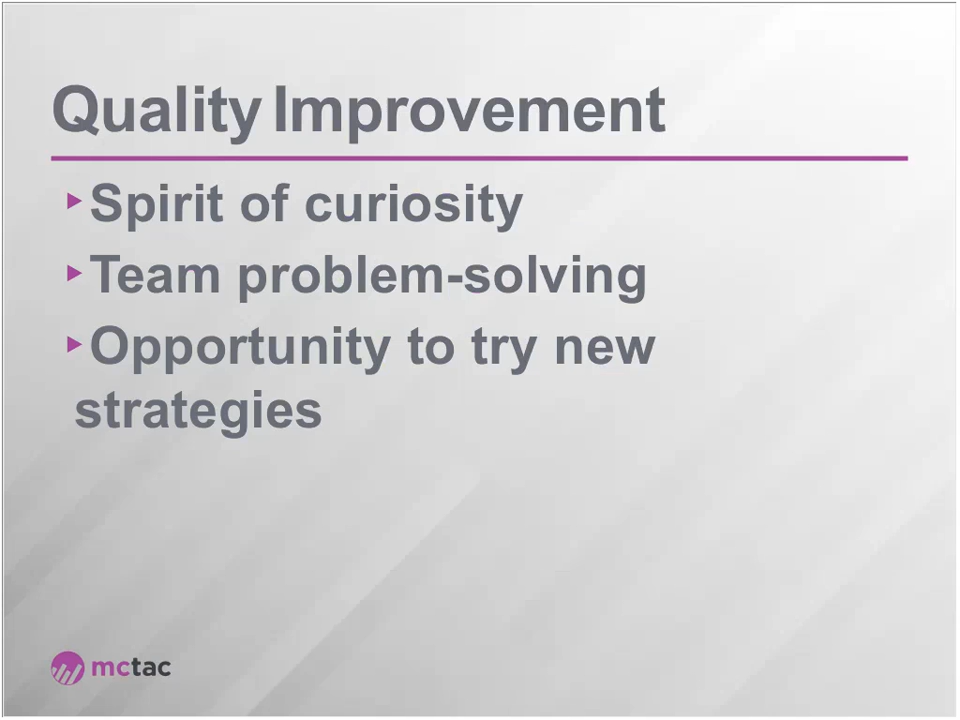 Quality Improvement
Spirit of curiosity
Team problem-solving
Opportunity to try new
strategies
mctac